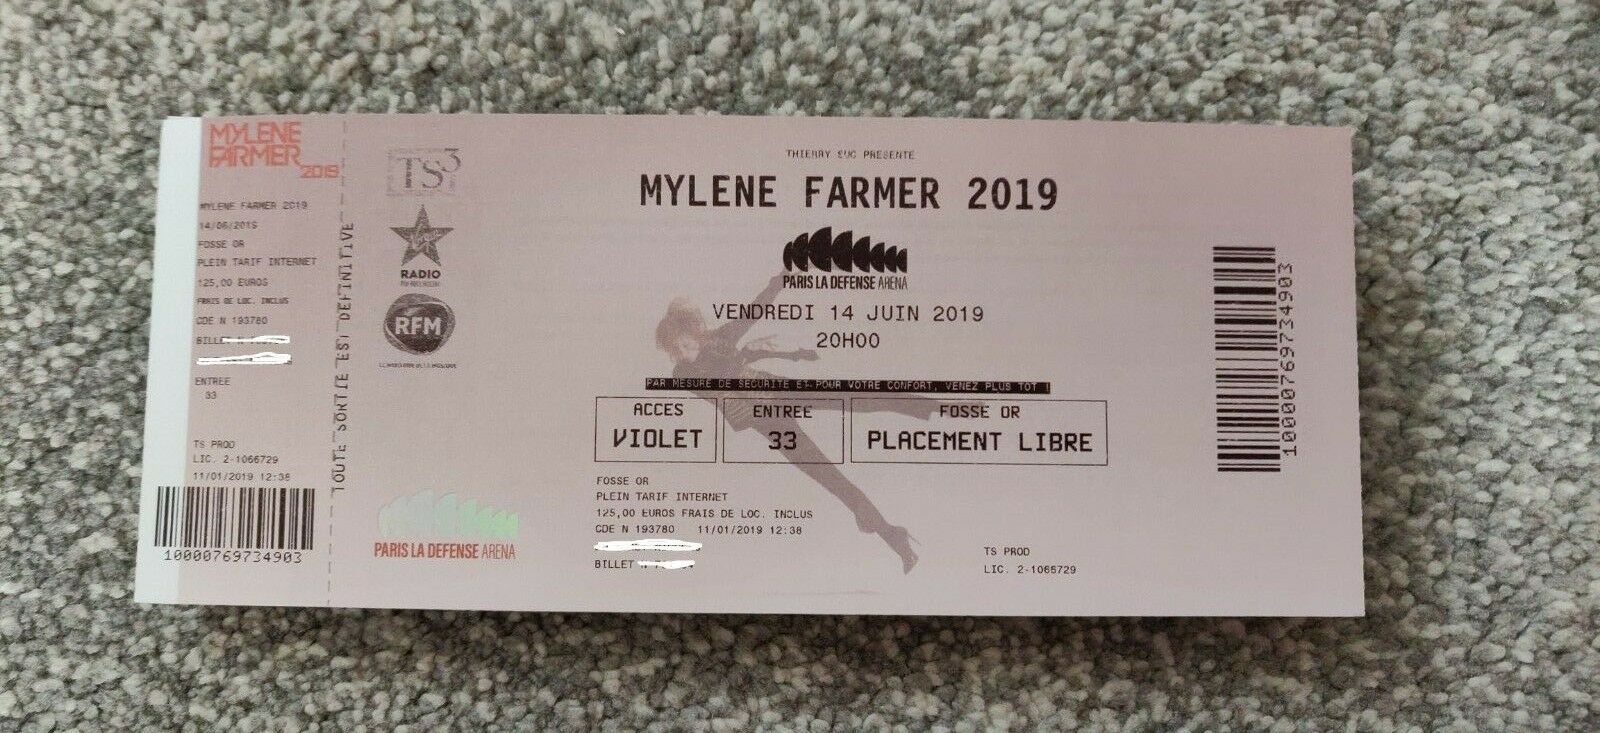 MYLENE
FARMER
2019
MYLENE FARMER 2019
14/06/2019
FOSSE OR
PLEIN TARIF INTERNET
125,00 EUROS
FRAIS DE LOC. INCLUS
CDE N 193780
BILLET N
ENTREE
33
TS PROD
LIC. 2-1066729
11/01/2019 12:38
10000769734903
TOUTE SORTIE EST DEFINITIVE
TS3
Virgin
RADIO
RFM
PARIS LA DEFENSE ARENA
THIERRY SUC PRESENTE
MYLENE FARMER 2019
PARIS LA DEFENSE ARENA
VENDREDI 14 JUIN 2019
20H00
PAR MESURE DE SECURITE ET POUR VOTRE CONFORT, VENEZ PLUS TOT !
ACCES
VIOLET
ENTREE
33
FOSSE OR
PLACEMENT LIBRE
FOSSE OR
PLEIN TARIF INTERNET
125,00 EUROS FRAIS DE LOC. INCLUS
CDE N 193780 11/01/2019 12:38
BILLET N
TS PROD
LIC. 2-1066729
10000769734903